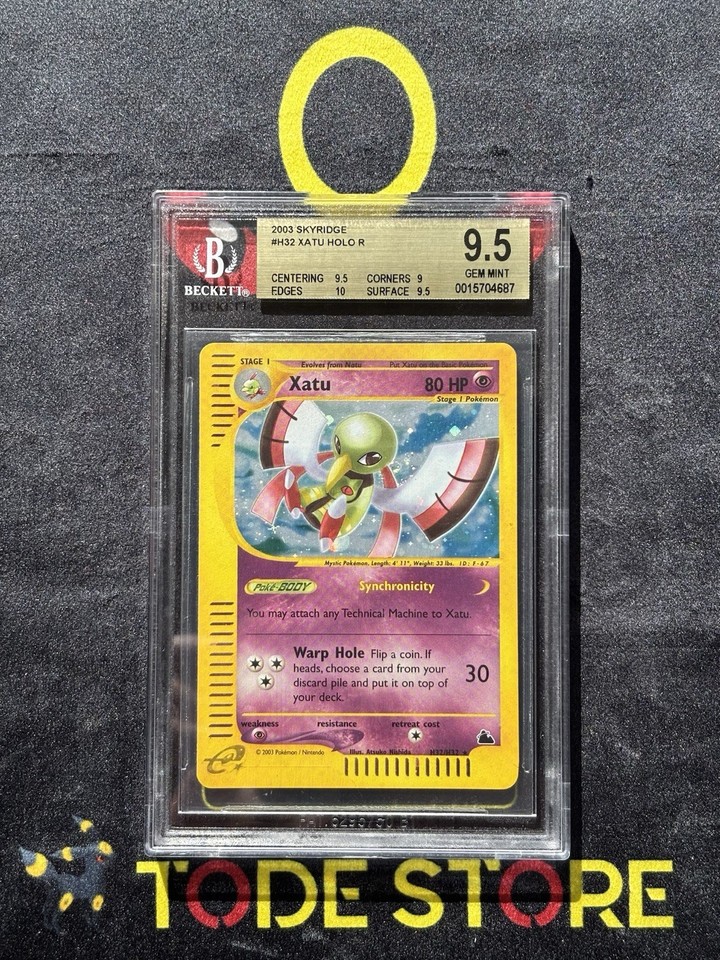 2003 SKYRIDGE
#H32 XATU HOLO R
9.5
GEM MINT
0015704687
CENTERING 9.5 CORNERS 9
EDGES 10 SURFACE 9.5
B
BECKETT®
STAGE 1
Evolves from Natu
Put Xatu on the Basic Pokémon
Xatu
80 HP
Stage 1 Pokémon
Mystic Pokémon. Length: 4' 11", Weight: 33 lbs. ID: F-67
Poké-BODY
Synchronicity
You may attach any Technical Machine to Xatu.
Warp Hole Flip a coin. If
heads, choose a card from your
discard pile and put it on top of
your deck.
30
weakness resistance retreat cost
e
© 2003 Pokémon / Nintendo Illus. Atsuko Nishida H32/H32 ★
TODE STORE